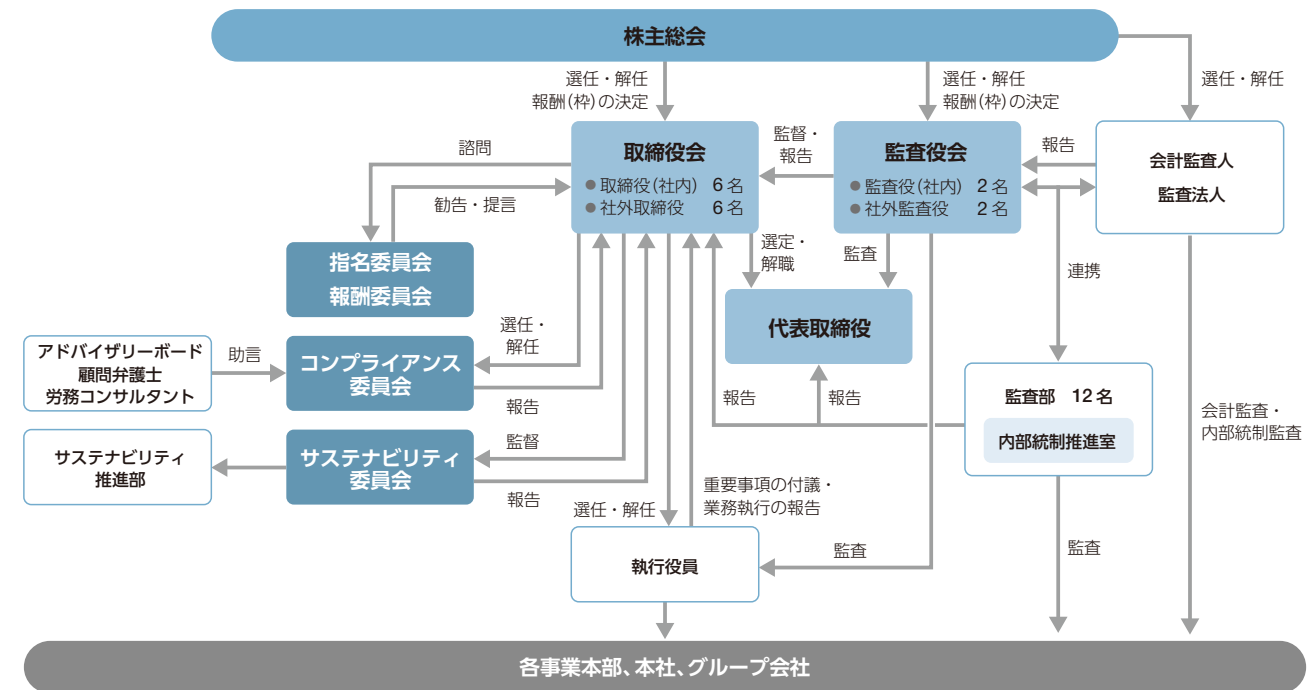 株主総会
選任・解任
報酬(枠)の決定
選任・解任
報酬(枠)の決定
選任・解任
取締役会
● 取締役(社内) 6名
● 社外取締役 6名
監督・
報告
監査役会
● 監査役(社内) 2名
● 社外監査役 2名
報告
会計監査人
監査法人
諮問
勧告・提言
指名委員会
報酬委員会
選定・
解職
監査
連携
代表取締役
アドバイザリーボード
顧問弁護士
労務コンサルタント
助言
コンプライアンス
委員会
選任・
解任
報告
報告
報告
監査部 12名
内部統制推進室
会計監査・
内部統制監査
サステナビリティ
推進部
サステナビリティ
委員会
監督
報告
選任・解任
重要事項の付議・
業務執行の報告
執行役員
監査
監査
各事業本部、本社、グループ会社